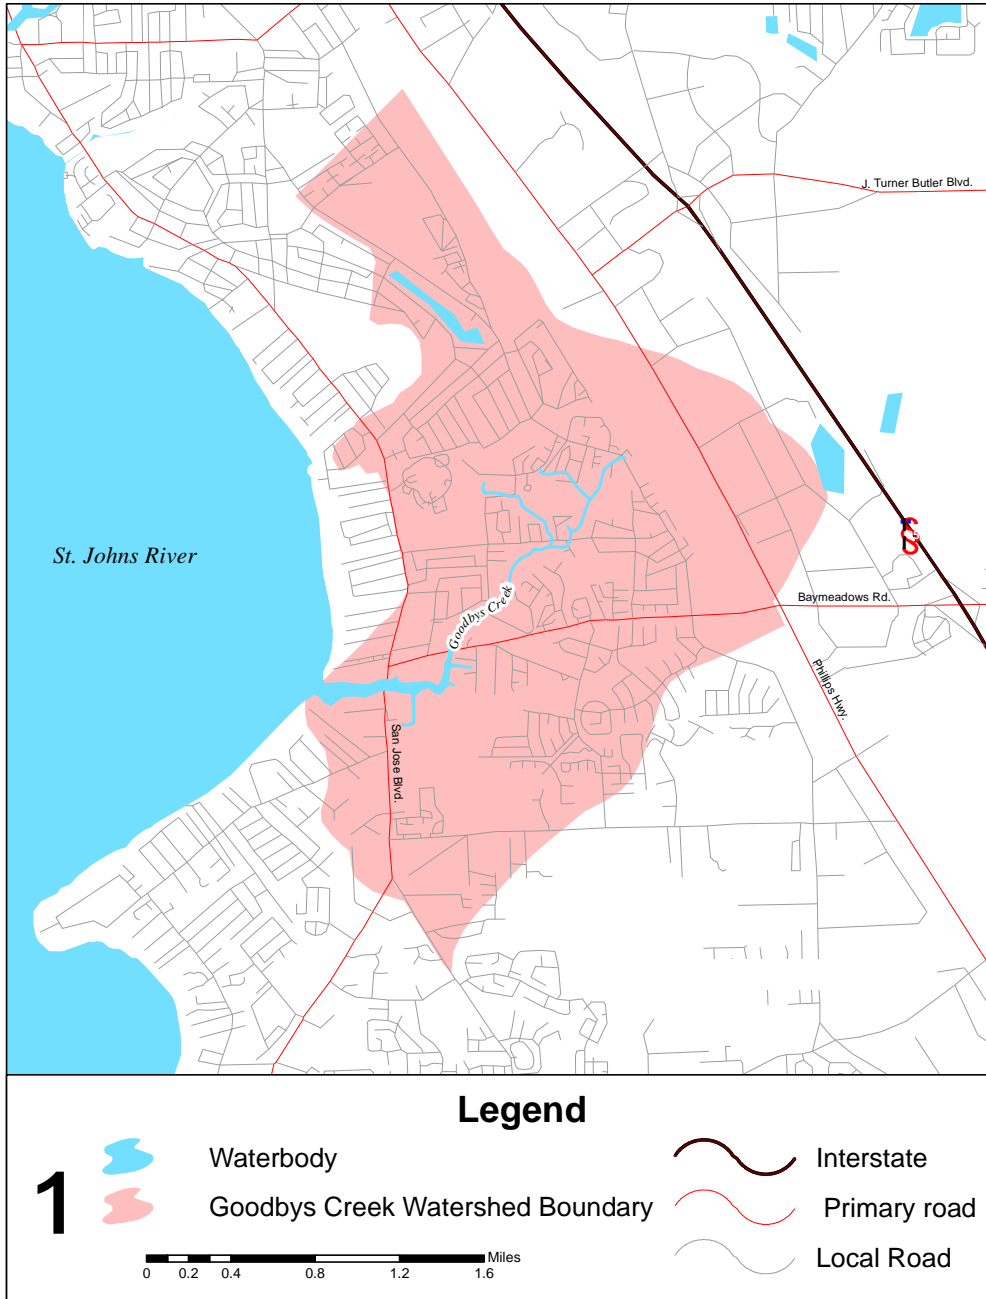 J. Turner Butler Blvd.
St. Johns River
Goodbys Creek
Baymeadows Rd.
Phillips Hwy.
San Jose Blvd.
Legend
1
Waterbody
Goodbys Creek Watershed Boundary
Interstate
Primary road
Local Road
Miles
0 0.2 0.4 0.8 1.2 1.6